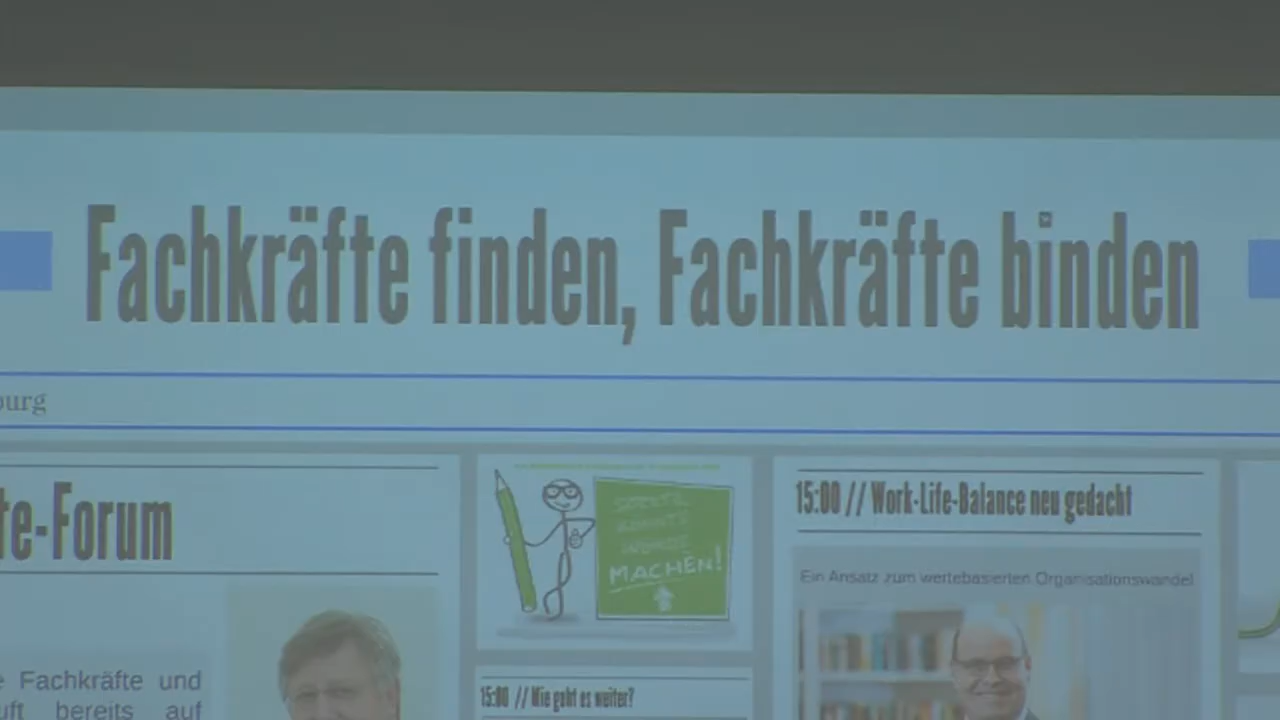 Fachkräfte finden, Fachkräfte binden
burg
te-Forum
MACHEN!
15:00 // Work-Life-Balance neu gedacht
Ein Ansatz zum wertebasierten Organisationswandel
Fachkräfte und
bereits auf
15:00 // Wie geht es weiter?